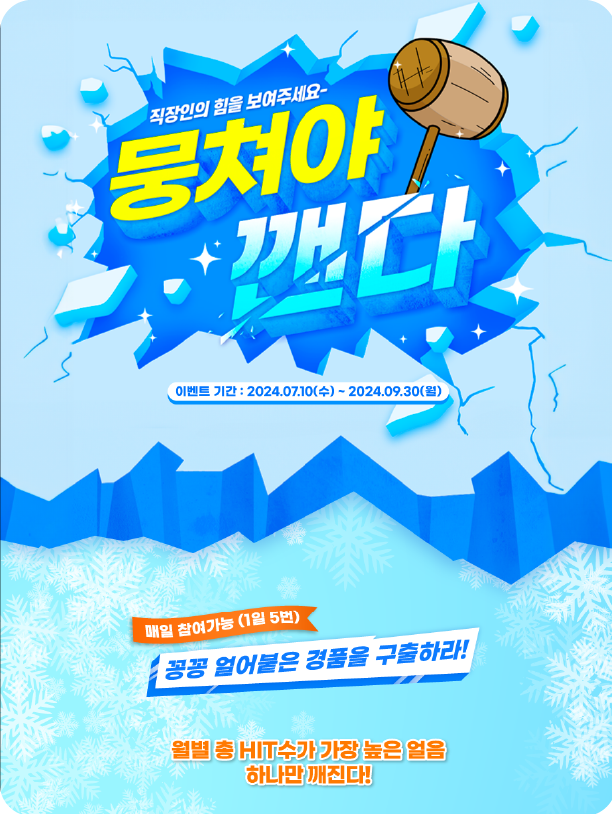 직장인의 힘을 보여주세요-
뭉쳐야
깬다
이벤트 기간 : 2024.07.10(수) ~ 2024.09.30(월)
매일 참여가능 (1일 5번)
꽁꽁 얼어붙은 경품을 구출하라!
월별 총 HIT수가 가장 높은 얼음
하나만 깨진다!